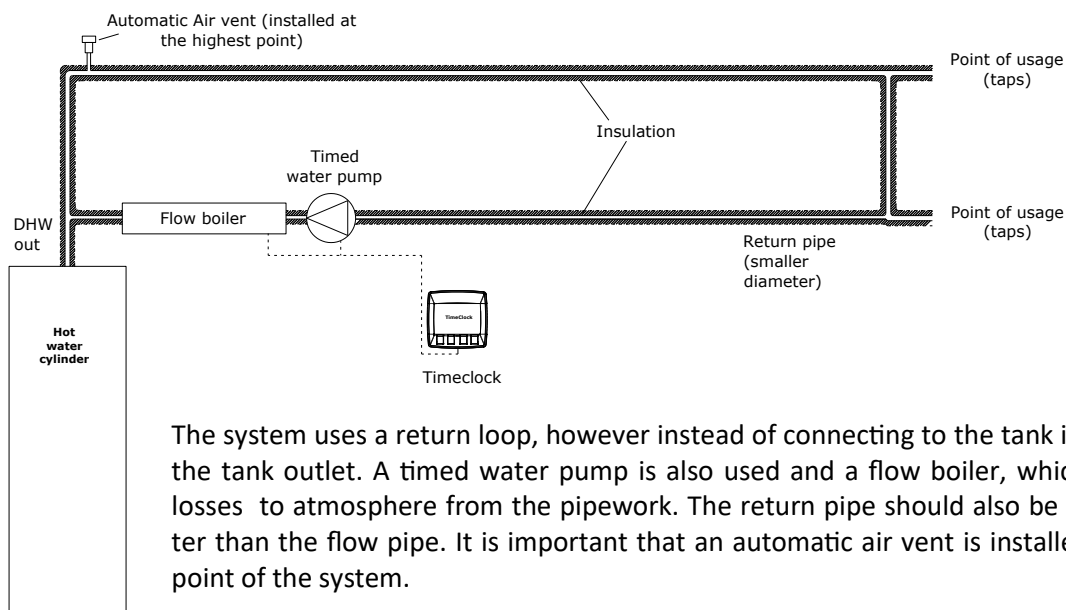 Automatic Air vent (installed at
the highest point)
Point of usage
(taps)
Insulation
Timed
water pump
Flow boiler
DHW
out
Point of usage
(taps)
Return pipe
(smaller
diameter)
Hot
water
cylinder
TimeClock
Timeclock
The system uses a return loop, however instead of connecting to the tank i
the tank outlet. A timed water pump is also used and a flow boiler, whic
losses to atmosphere from the pipework. The return pipe should also be
ter than the flow pipe. It is important that an automatic air vent is installe
point of the system.